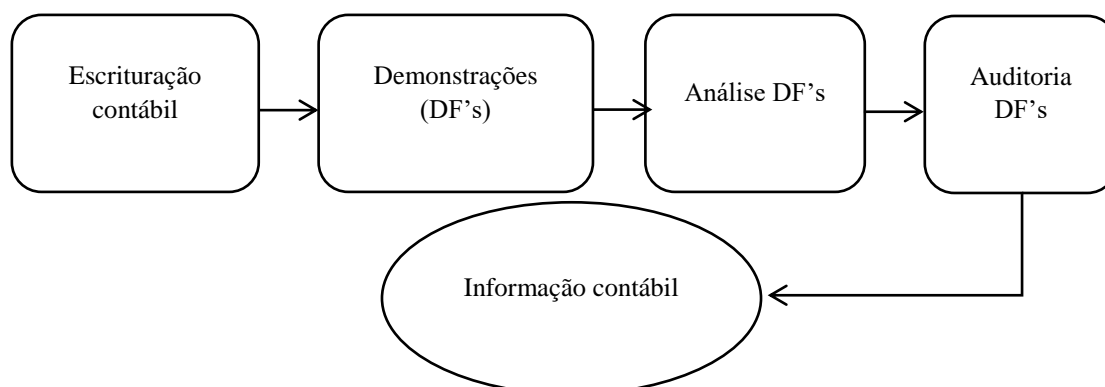 Escrituração
contábil
Demonstrações
(DF’s)
Análise DF’s
Auditoria
DF’s
Informação contábil